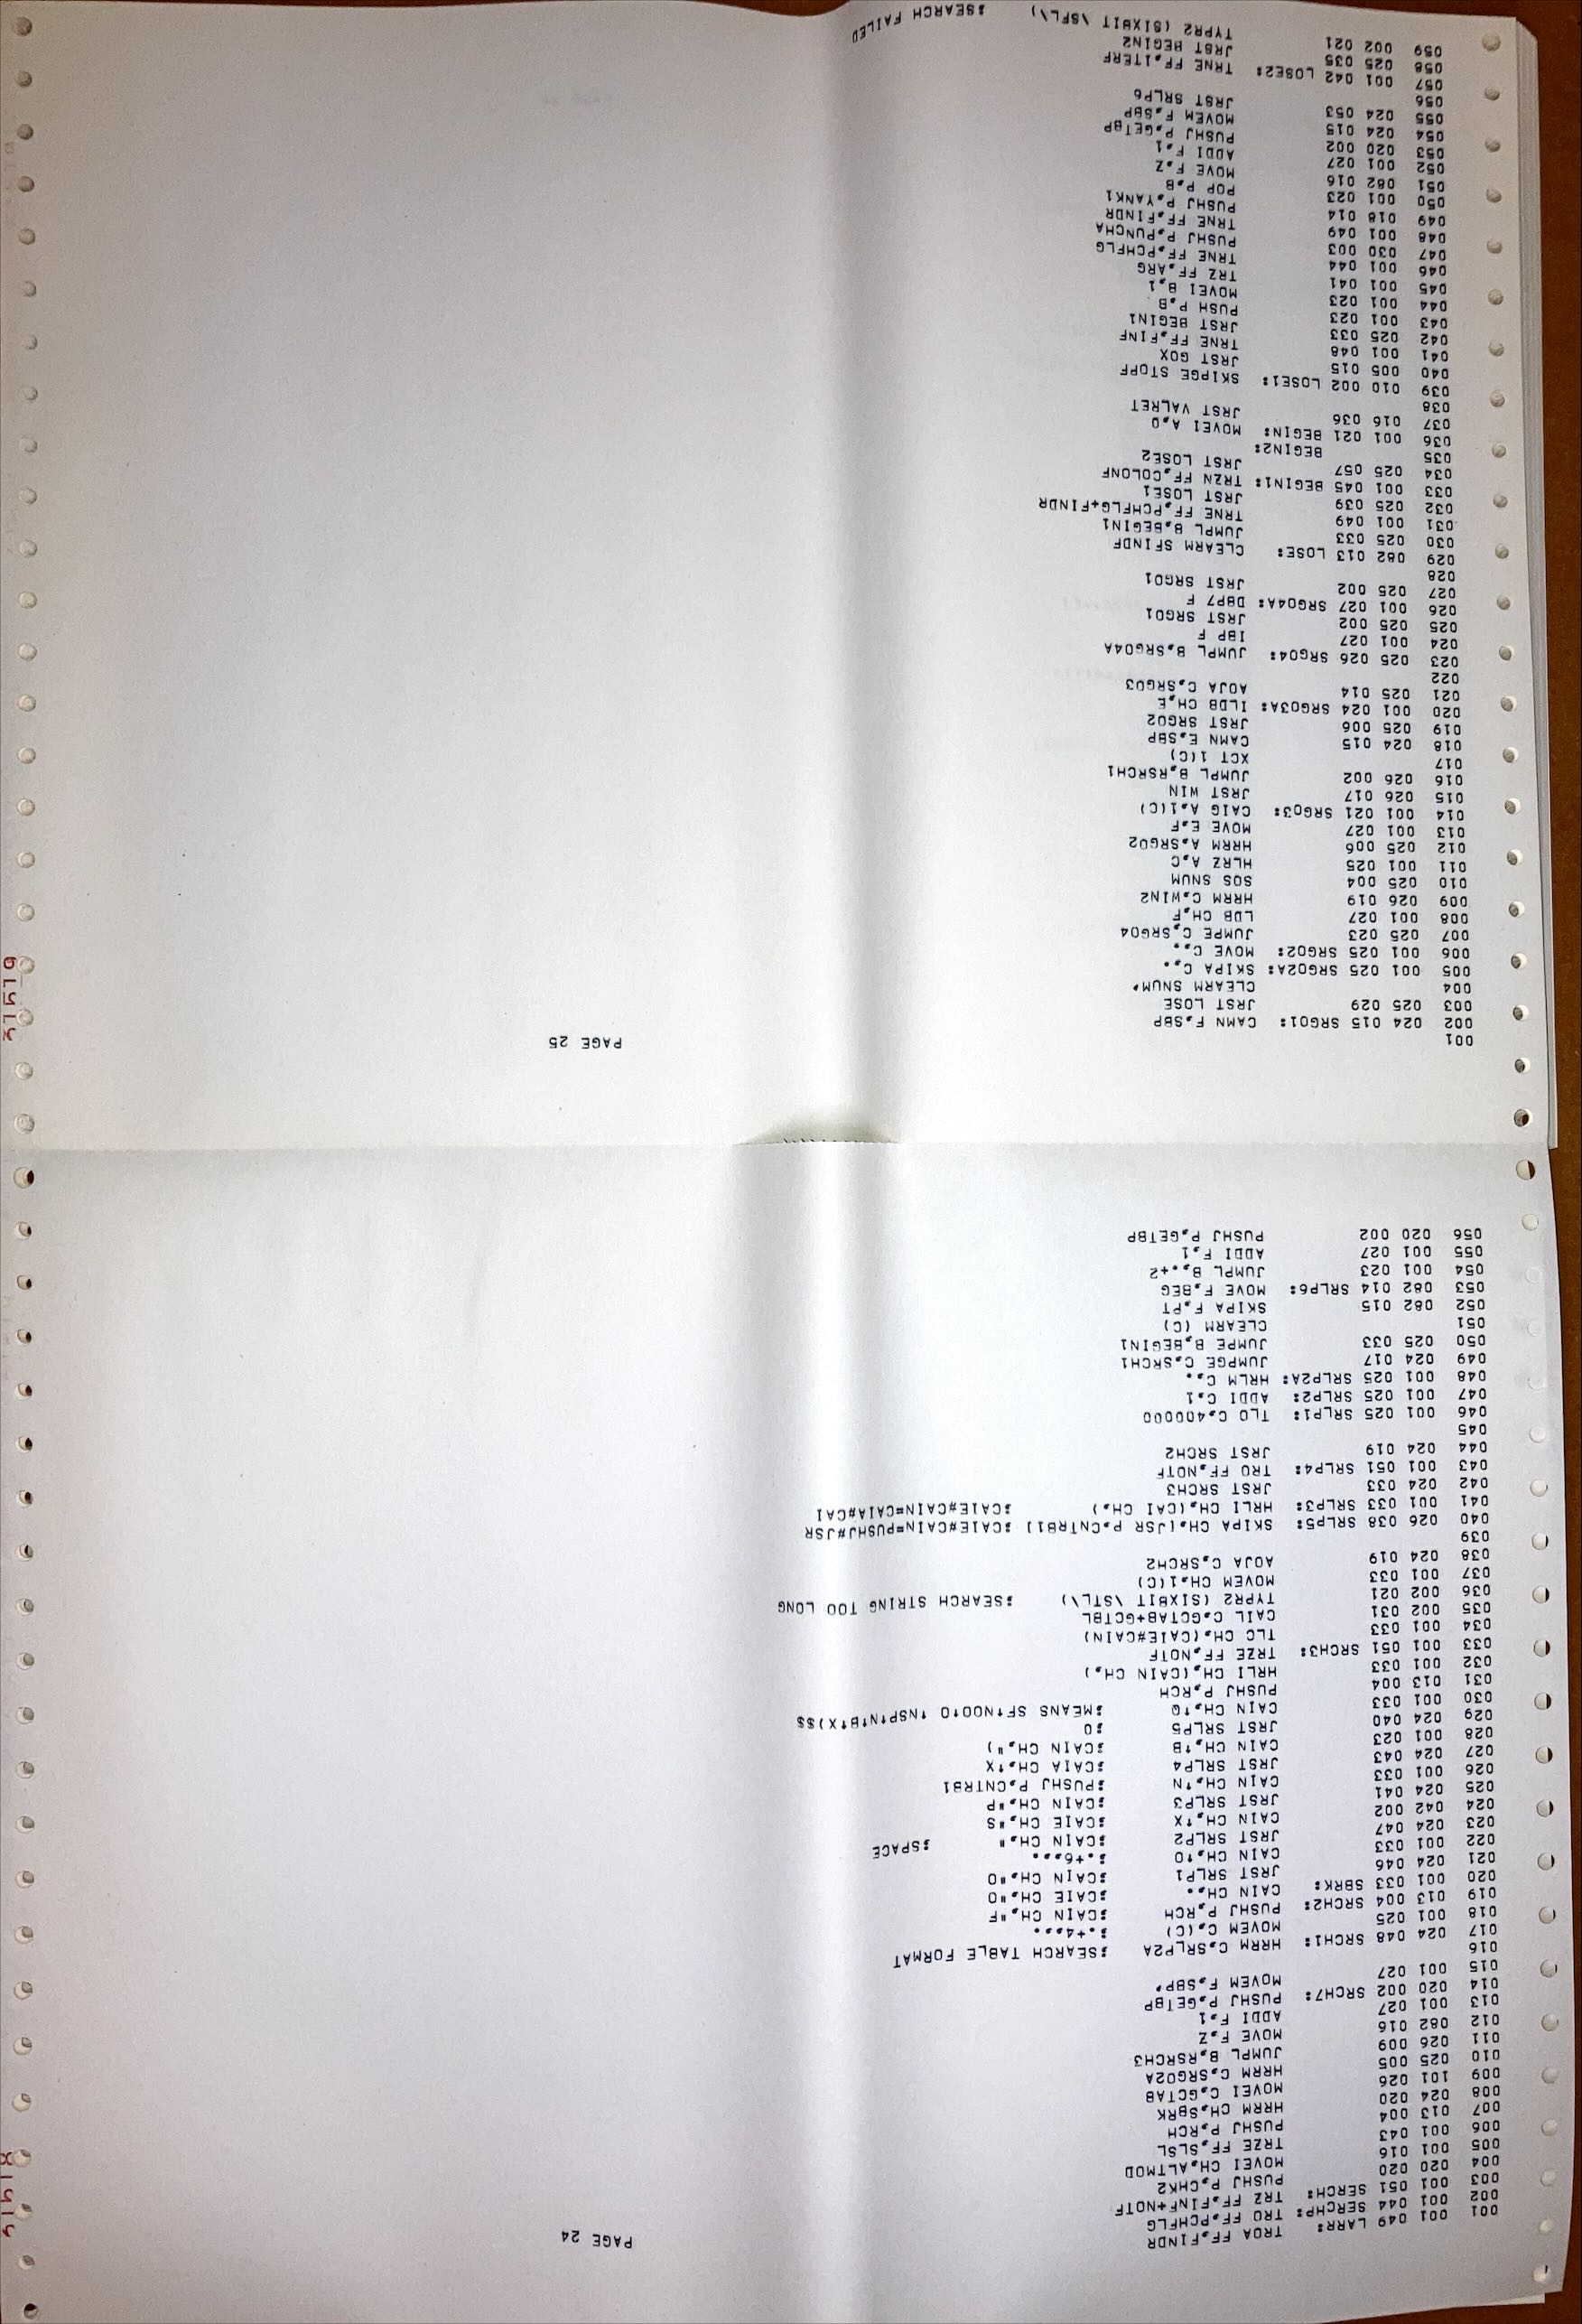 PAGE 24
001 001 049 LARR: TROA FF,FINDR
002 001 044 SERCHP: TRO FF,PCHFLG
003 001 051 SERCH: TRZ FF,FINF+NOTF
004 020 020 PUSHJ P,CHK2
005 001 016 MOVEI CH,ALTMOD
006 001 043 TRZE FF,SLSL
007 013 004 PUSHJ P,RCH
008 024 020 HRRM CH,SBRK
009 101 026 MOVEI C,GCTAB
010 025 005 HRRM C,SRGO2A
011 026 009 JUMPL B,RSRCH3
012 082 016 MOVE F,Z
013 001 027 ADDI F,1
014 020 002 SRCH7: PUSHJ P,GETBP
015 001 027 MOVEM F,SBP'
016
017 024 048 SRCH1: HRRM C,SRLP2A ;SEARCH TABLE FORMAT
018 001 025 MOVEM C,(C) ;.+4,,.
019 013 004 SRCH2: PUSHJ P,RCH ;CAIN CH,"F
020 001 033 SBRK: CAIN CH,. ;CAIE CH,"O
021 024 046 JRST SRLP1 ;CAIN CH,"O
022 001 033 CAIN CH,↑O ;.+6,,.
023 024 047 JRST SRLP2 ;CAIN CH," ;SPACE
024 042 002 CAIN CH,↑X ;CAIE CH,"S
025 024 041 JRST SRLP3 ;CAIN CH,"P
026 001 033 CAIN CH,↑N ;PUSHJ P,CNTRB1
027 024 043 JRST SRLP4 ;CAIA CH,↑X
028 001 023 CAIN CH,↑B ;CAIN CH,")
029 024 040 JRST SRLP5 ;0
030 001 033 CAIN CH,↑Q ;MEANS SF↑NOO↑O ↑NSP↑N↑B↑X)$$
031 013 004 PUSHJ P,RCH
032 001 033 HRLI CH,(CAIN CH,)
033 001 051 SRCH3: TRZE FF,NOTF
034 001 033 TLC CH,(CAIE#CAIN)
035 002 031 CAIL C,GCTAB+GCTBL
036 002 021 TYPR2 (SIXBIT \STL\) ;SEARCH STRING TOO LONG
037 001 033 MOVEM CH,1(C)
038 024 019 AOJA C,SRCH2
039
040 026 038 SRLP5: SKIPA CH,(JSR P,CNTRB1) ;CAIE#CAIN=PUSHJ#JSR
041 001 033 SRLP3: HRLI CH,(CAI CH,) ;CAIE#CAIN=CAIA#CAI
042 024 033 JRST SRCH3
043 001 051 SRLP4: TRO FF,NOTF
044 024 019 JRST SRCH2
045
046 001 025 SRLP1: TLO C,400000
047 001 025 SRLP2: ADDI C,1
048 001 025 SRLP2A: HRLM C,.
049 024 017 JUMPGE C,SRCH1
050 025 033 JUMPE B,BEGIN1
051 CLEARM (C)
052 082 015 SKIPA F,PT
053 082 014 SRLP6: MOVE F,BEG
054 001 023 JUMPL B,.+2
055 001 027 ADDI F,1
056 020 002 PUSHJ P,GETBP
PAGE 25
001
002 024 015 SRGO1: CAMN F,SBP
003 025 029 JRST LOSE
004 CLEARM SNUM'
005 001 025 SRGO2A: SKIPA C,.
006 001 025 SRGO2: MOVE C,.
007 025 023 JUMPE C,SRGO4
008 001 027 LDB CH,F
009 026 019 HRRM C,WIN2
010 025 004 SOS SNUM
011 001 025 HLRZ A,C
012 025 006 HRRM A,SRGO2
013 001 027 MOVE E,F
014 001 021 SRGO3: CAIG A,1(C)
015 026 017 JRST WIN
016 026 002 JUMPL B,RSRCH1
017 XCT 1(C)
018 024 015 CAMN E,SBP
019 025 006 JRST SRGO2
020 001 024 SRGO3A: ILDB CH,E
021 025 014 AOJA C,SRGO3
022
023 025 026 SRGO4: JUMPL B,SRGO4A
024 001 027 IBP F
025 025 002 JRST SRGO1
026 001 027 SRGO4A: DBP7 F
027 025 002 JRST SRGO1
028
029 082 013 LOSE: CLEARM SFINDF
030 025 033 JUMPL B,BEGIN1
031 001 049 TRNE FF,PCHFLG+FINDR
032 025 039 JRST LOSE1
033 001 045 BEGIN1: TRZN FF,COLONF
034 025 057 JRST LOSE2
035 BEGIN2:
036 001 021 BEGIN: MOVEI A,0
037 016 036 JRST VALRET
038
039 010 002 LOSE1: SKIPGE STOPF
040 005 015 JRST GOX
041 001 048 TRNE FF,FINF
042 025 033 JRST BEGIN1
043 001 023 PUSH P,B
044 001 023 MOVEI B,1
045 001 041 TRZ FF,ARG
046 001 044 TRNE FF,PCHFLG
047 030 003 PUSHJ P,PUNCHA
048 001 049 TRNE FF,FINDR
049 018 014 PUSHJ P,YANK1
050 001 023 POP P,B
051 082 016 MOVE F,Z
052 001 027 ADDI F,1
053 020 002 PUSHJ P,GETBP
054 024 015 MOVEM F,SBP
055 024 053 JRST SRLP6
056
057 001 042 LOSE2: TRNE FF,ITERF
058 025 035 JRST BEGIN2
059 002 021 TYPR2 (SIXBIT \SFL\) ;SEARCH FAILED